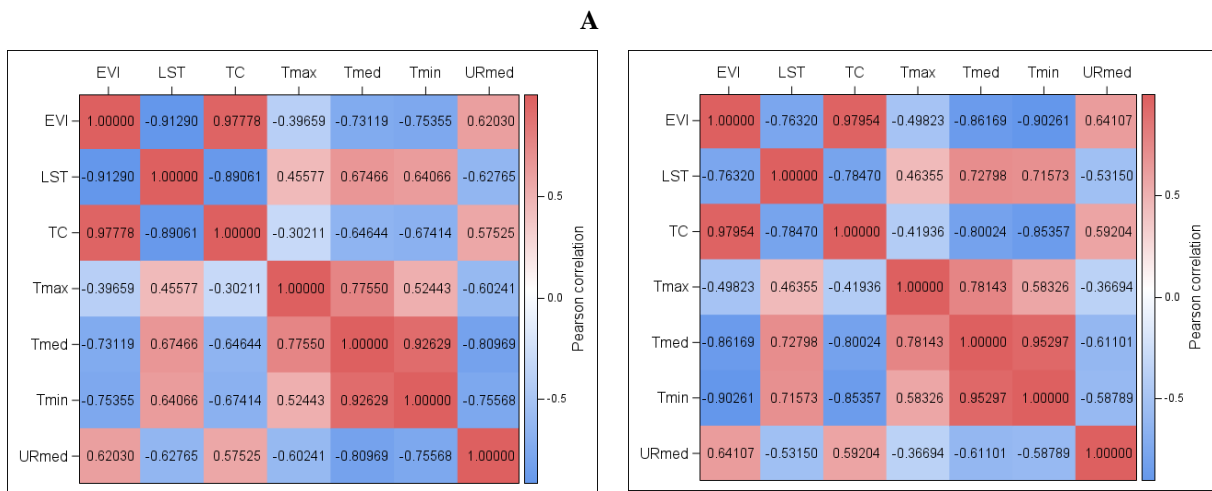 A
EVI LST TC Tmax Tmed Tmin URmed
EVI 1.00000 -0.91290 0.97778 -0.39659 -0.73119 -0.75355 0.62030
LST -0.91290 1.00000 -0.89061 0.45577 0.67466 0.64066 -0.62765
TC 0.97778 -0.89061 1.00000 -0.30211 -0.64644 -0.67414 0.57525
Tmax -0.39659 0.45577 -0.30211 1.00000 0.77550 0.52443 -0.60241
Tmed -0.73119 0.67466 -0.64644 0.77550 1.00000 0.92629 -0.80969
Tmin -0.75355 0.64066 -0.67414 0.52443 0.92629 1.00000 -0.75568
URmed 0.62030 -0.62765 0.57525 -0.60241 -0.80969 -0.75568 1.00000
0.5
0.0
-0.5
Pearson correlation
EVI LST TC Tmax Tmed Tmin URmed
EVI 1.00000 -0.76320 0.97954 -0.49823 -0.86169 -0.90261 0.64107
LST -0.76320 1.00000 -0.78470 0.46355 0.72798 0.71573 -0.53150
TC 0.97954 -0.78470 1.00000 -0.41936 -0.80024 -0.85357 0.59204
Tmax -0.49823 0.46355 -0.41936 1.00000 0.78143 0.58326 -0.36694
Tmed -0.86169 0.72798 -0.80024 0.78143 1.00000 0.95297 -0.61101
Tmin -0.90261 0.71573 -0.85357 0.58326 0.95297 1.00000 -0.58789
URmed 0.64107 -0.53150 0.59204 -0.36694 -0.61101 -0.58789 1.00000
0.5
0.0
-0.5
Pearson correlation